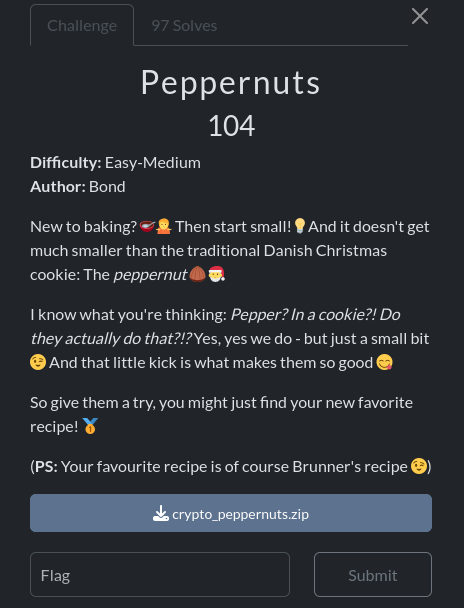 Challenge
97 Solves
Peppernuts
104
Difficulty: Easy-Medium
Author: Bond
New to baking? Then start small! And it doesn't get
much smaller than the traditional Danish Christmas
cookie: The peppernut
I know what you're thinking: Pepper? In a cookie?! Do
they actually do that?!? Yes, yes we do - but just a small bit
And that little kick is what makes them so good
So give them a try, you might just find your new favorite
recipe!
(PS: Your favourite recipe is of course Brunner's recipe 😉)
crypto_peppernuts.zip
Flag
Submit